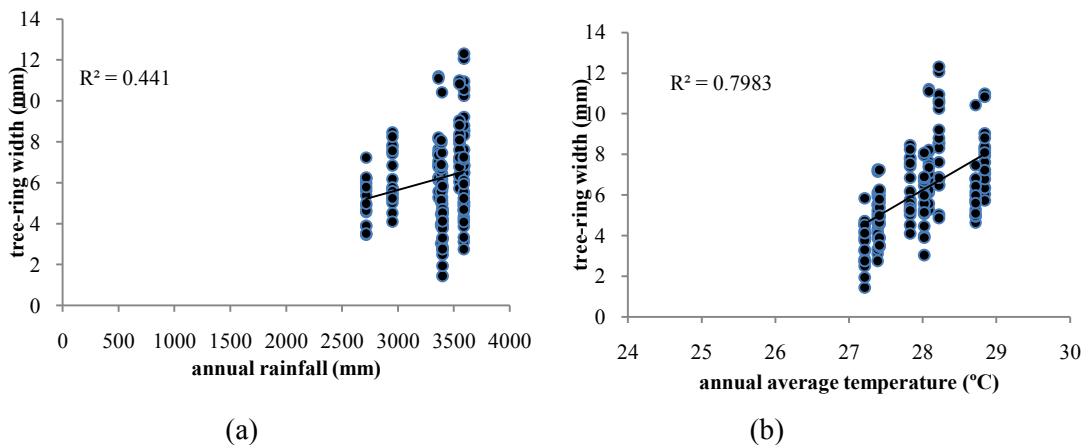 14
12
10
8
6
4
2
0
tree-ring width (mm)
R² = 0.441
0 500 1000 1500 2000 2500 3000 3500 4000
annual rainfall (mm)
(a)
14
12
10
8
6
4
2
0
tree-ring width (mm)
R² = 0.7983
24 25 26 27 28 29 30
annual average temperature (ºC)
(b)